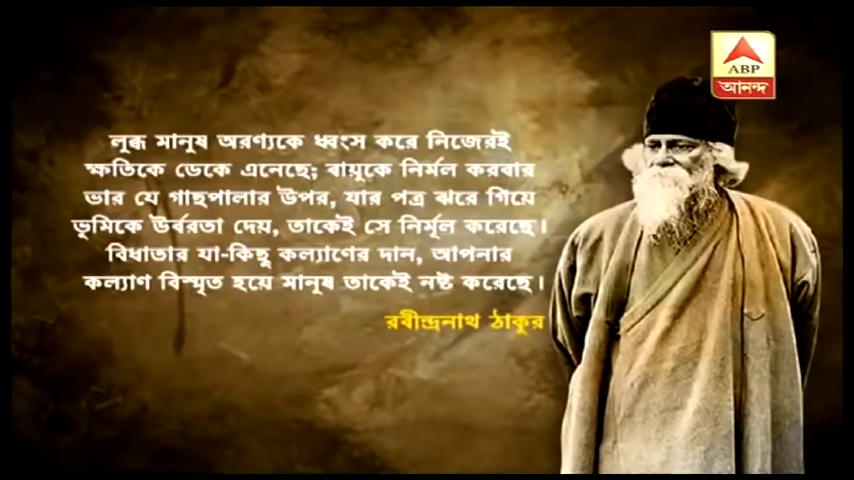 ABP
আনন্দ
লুব্ধ মানুষ অরণ্যকে ধ্বংস করে নিজেরই
ক্ষতিকে ডেকে এনেছে; বায়ুকে নির্মল করবার
ভার যে গাছপালার উপর, যার পত্র ঝরে গিয়ে
ভূমিকে উর্বরতা দেয়, তাকেই সে নির্মূল করেছে।
বিধাতার যা-কিছু কল্যাণের দান, আপনার
কল্যাণ বিস্মৃত হয়ে মানুষ তাকেই নষ্ট করেছে।
রবীন্দ্রনাথ ঠাকুর